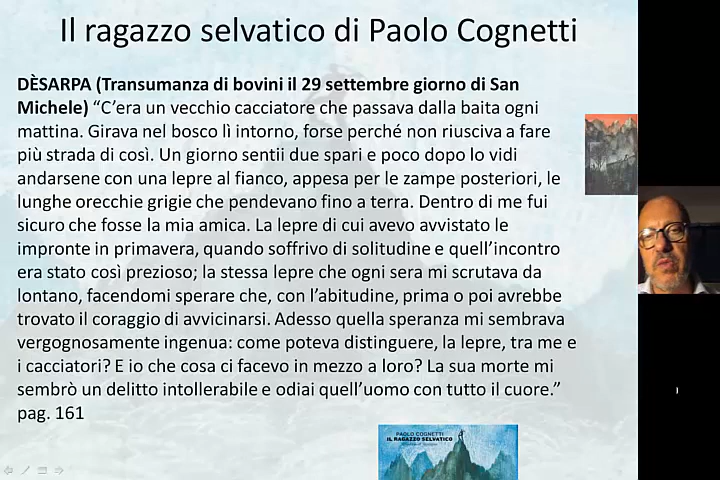 Il ragazzo selvatico di Paolo Cognetti
DÈSARPA (Transumanza di bovini il 29 settembre giorno di San
Michele) “C’era un vecchio cacciatore che passava dalla baita ogni
mattina. Girava nel bosco lì intorno, forse perché non riusciva a fare
più strada di così. Un giorno sentii due spari e poco dopo lo vidi
andarsene con una lepre al fianco, appesa per le zampe posteriori, le
lunghe orecchie grigie che pendevano fino a terra. Dentro di me fui
sicuro che fosse la mia amica. La lepre di cui avevo avvistato le
impronte in primavera, quando soffrivo di solitudine e quell’incontro
era stato così prezioso; la stessa lepre che ogni sera mi scrutava da
lontano, facendomi sperare che, con l’abitudine, prima o poi avrebbe
trovato il coraggio di avvicinarsi. Adesso quella speranza mi sembrava
vergognosamente ingenua: come poteva distinguere, la lepre, tra me e
i cacciatori? E io che cosa ci facevo in mezzo a loro? La sua morte mi
sembrò un delitto intollerabile e odiai quell’uomo con tutto il cuore.”
pag. 161
PAOLO COGNETTI
IL RAGAZZO SELVATICO